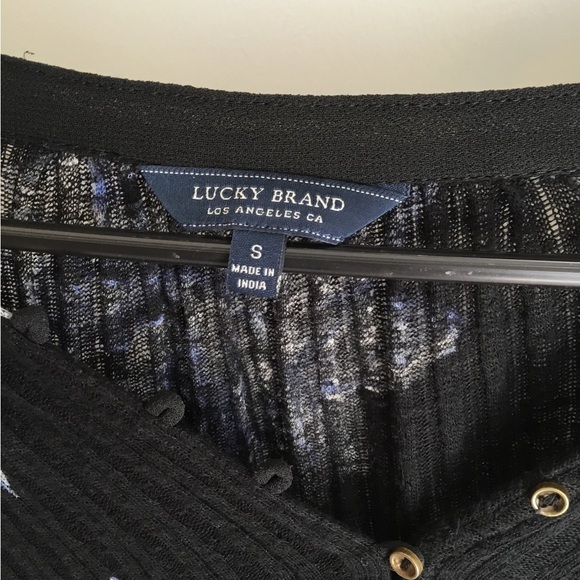 LUCKY BRAND
LOS ANGELES CA
S
MADE IN
INDIA